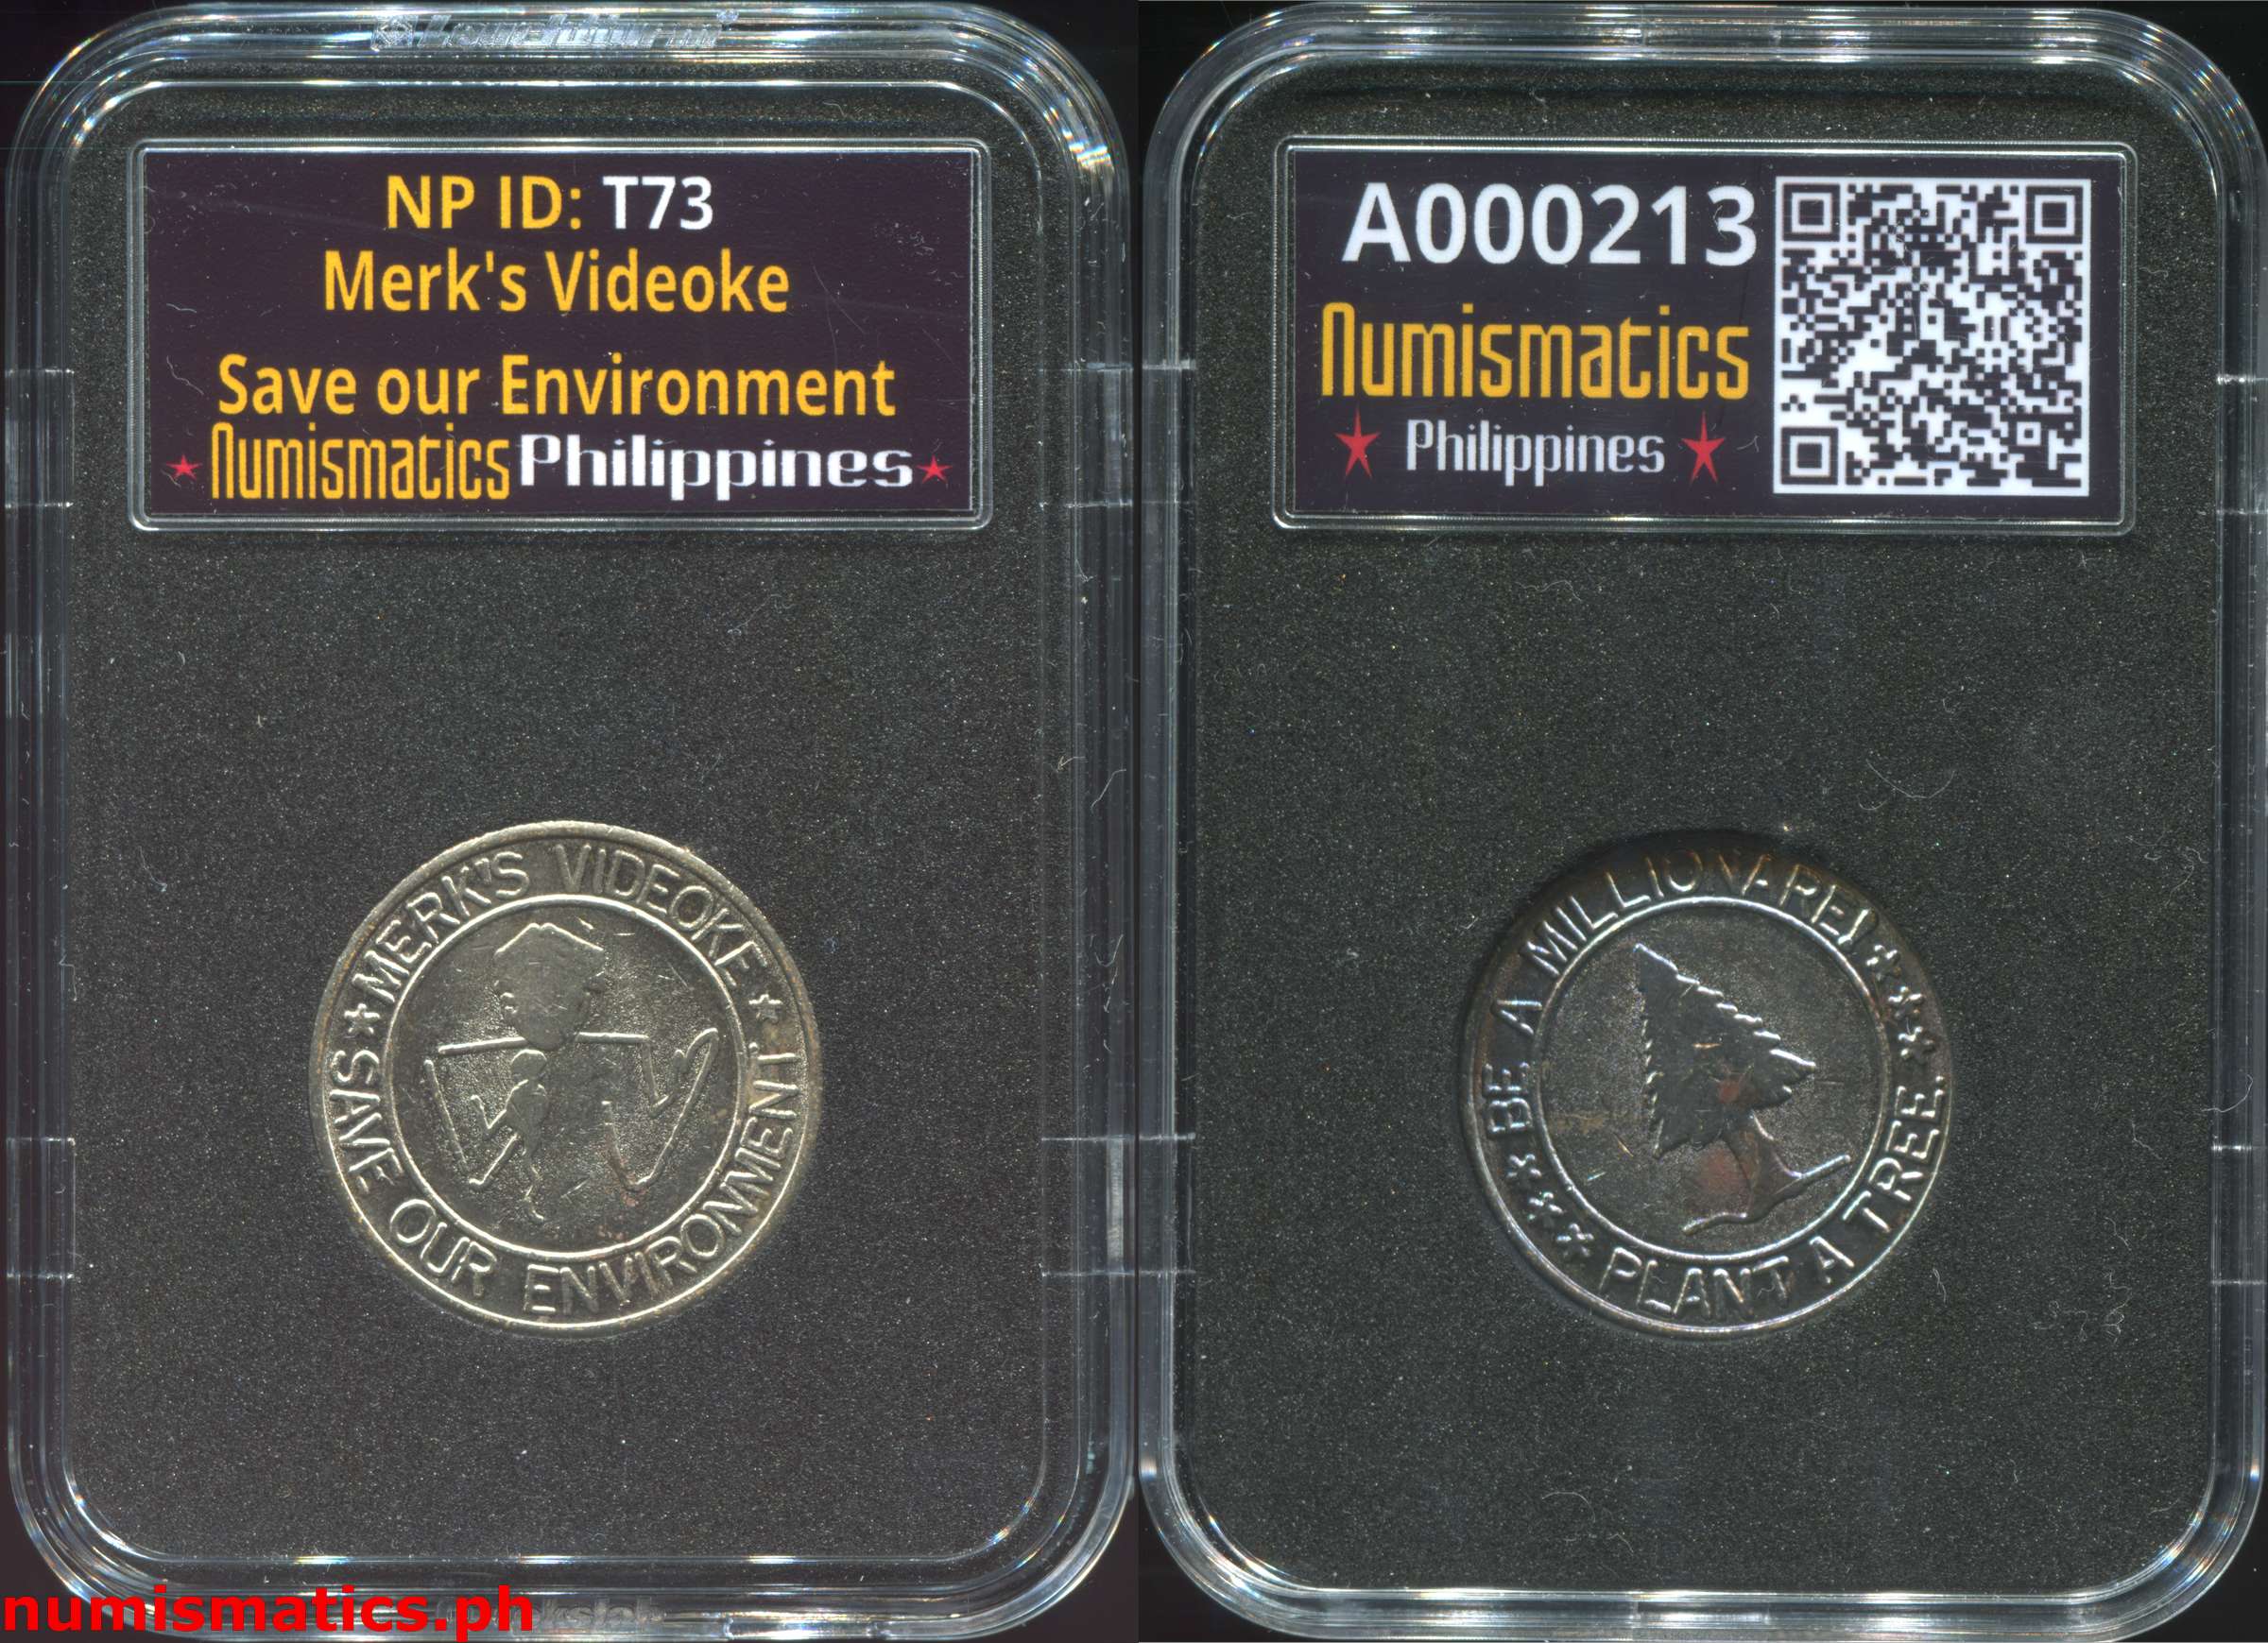 NP ID: T73
Merk's Videoke
Save our Environment
Numismatics Philippines
MERK'S VIDEOKE
SAVE OUR ENVIRONMENT.
A000213
Numismatics
Philippines
BE A MILLIONARE!
PLANT A TREE.
numismatics.ph